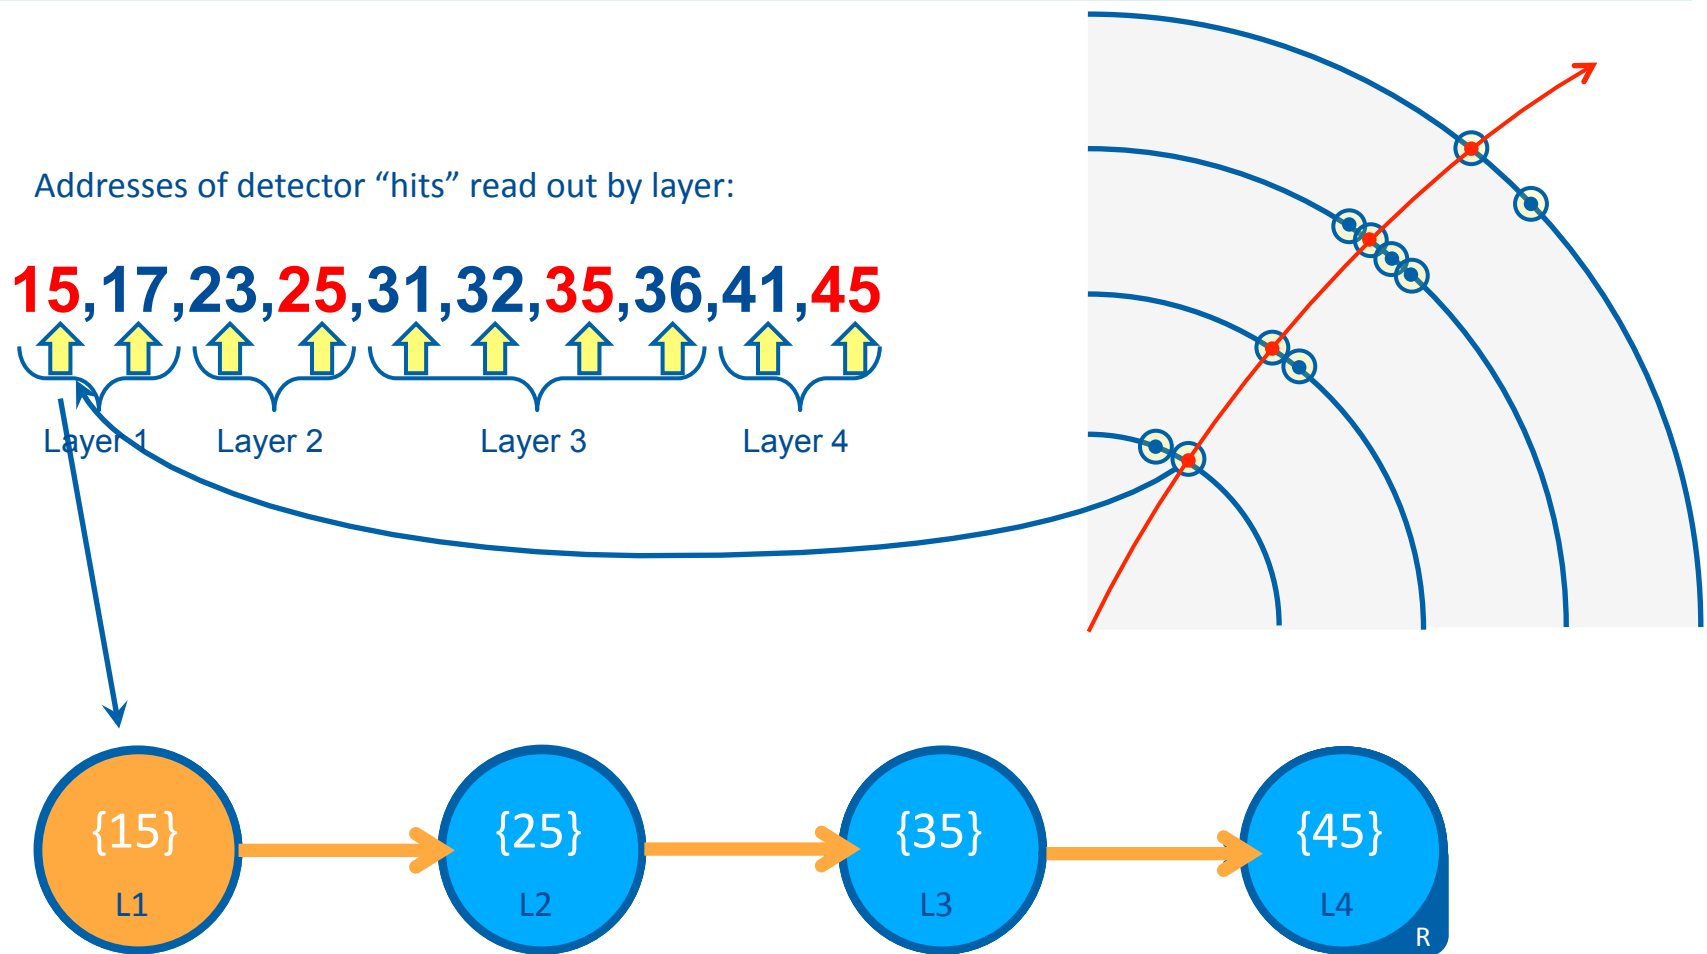 Addresses of detector “hits” read out by layer:
15,17,23,25,31,32,35,36,41,45
Layer 1 Layer 2 Layer 3 Layer 4
{15} {25} {35} {45}
L1 L2 L3 L4
R